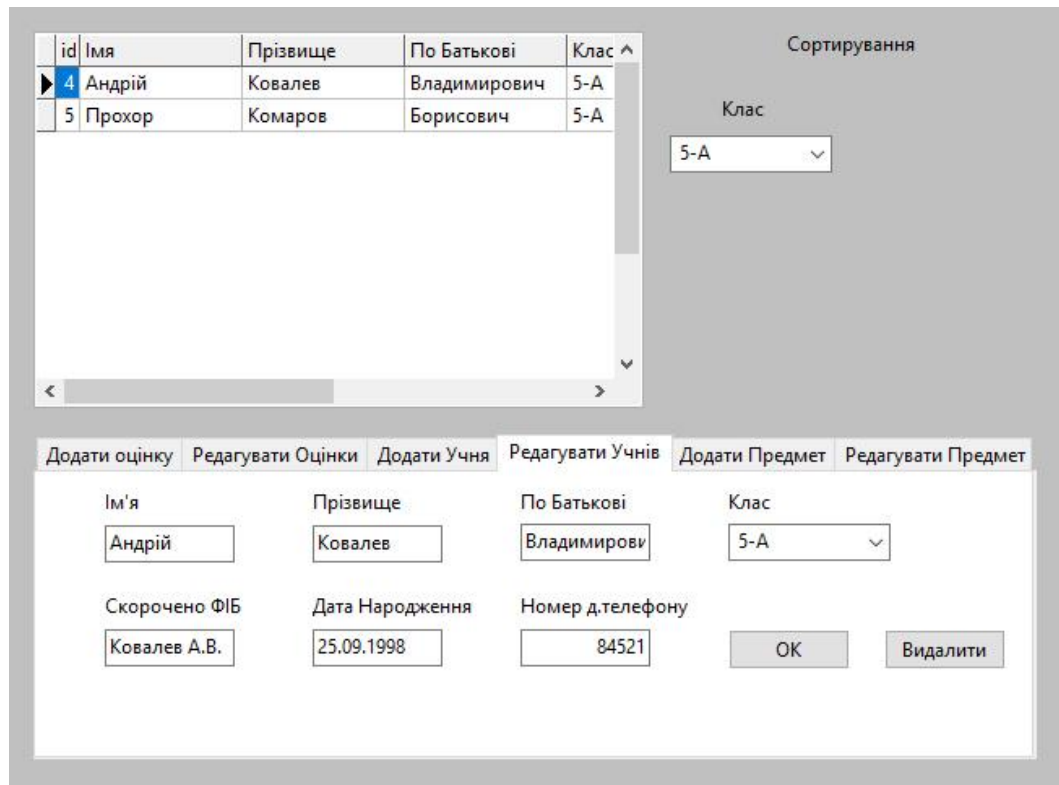 id Імя Прізвище По Батькові Клас
4 Андрій Ковалев Владимирович 5-А
5 Прохор Комаров Борисович 5-А
Сортирування
Клас
5-А
Додати оцінку Редагувати Оцінки Додати Учня Редагувати Учнів Додати Предмет Редагувати Предмет
Ім'я Прізвище По Батькові Клас
Андрій Ковалев Владимирови 5-А
Скорочено ФІБ Дата Народження Номер д.телефону
Ковалев А.В. 25.09.1998 84521 ОК Видалити